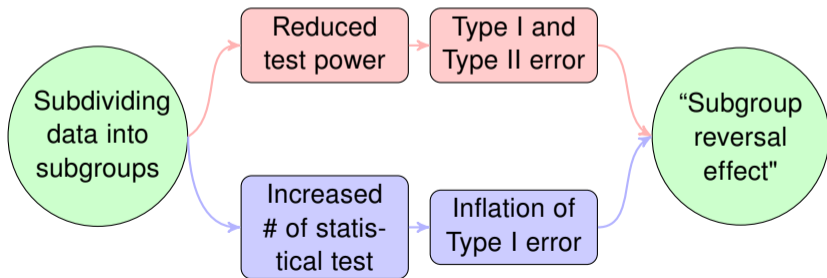 Subdividing
data into
subgroups
Reduced
test power
Type I and
Type II error
Increased
# of statis-
tical test
Inflation of
Type I error
“Subgroup
reversal
effect"